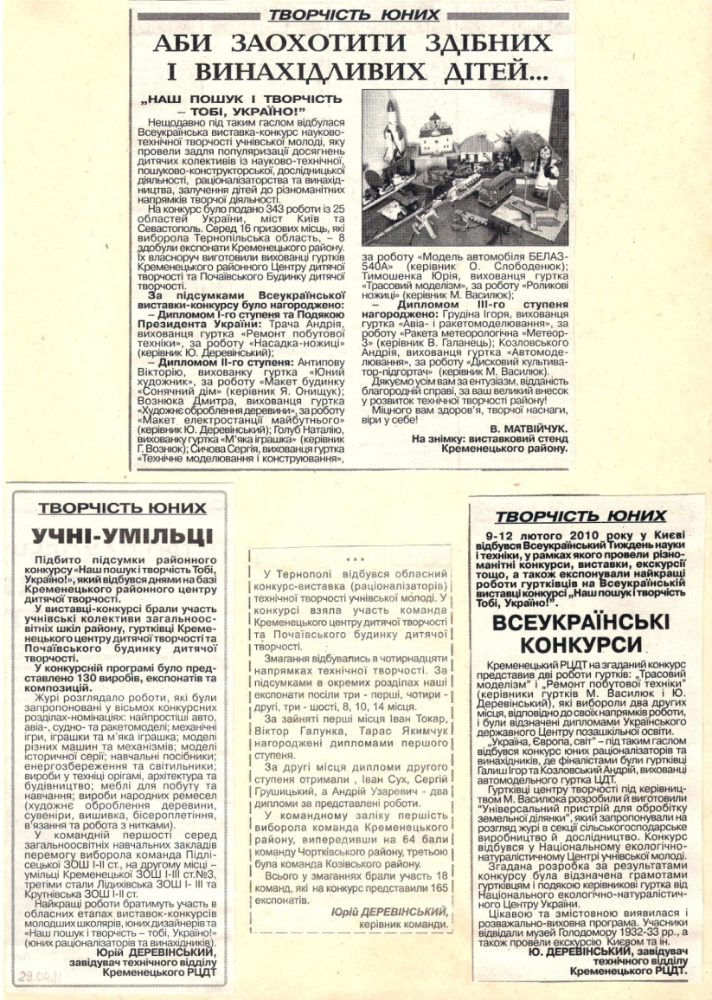 ТВОРЧІСТЬ ЮНИХ
АБИ ЗАОХОТИТИ ЗДІБНИХ
І ВИНАХІДЛИВИХ ДІТЕЙ...
„НАШ ПОШУК І ТВОРЧІСТЬ
– ТОБІ, УКРАЇНО!”
Нещодавно під таким гаслом відбулася
Всеукраїнська виставка-конкурс науково-
технічної творчості учнівської молоді, яку
провели задля популяризації досягнень
дитячих колективів із науково-технічної,
пошуково-конструкторської, дослідницької
діяльності, раціоналізаторства та винахід-
ництва, залучення дітей до різноманітних
напрямків творчої діяльності.
На конкурс було подано 343 роботи із 25
областей України, міст Київ та
Севастополь. Серед 16 призових місць, які
виборола Тернопільська область, – 8
здобули експонати Кременецького району.
Їх власноруч виготовили вихованці гуртків
Кременецького районного Центру дитячої
творчості та Почаївського Будинку дитячої
творчості.
За підсумками Всеукраїнської
виставки-конкурсу було нагороджено:
– Дипломом І-го ступеня та Подякою
Президента України: Трача Андрія,
вихованця гуртка «Ремонт побутової
техніки», за роботу «Насадка-ножиці»
(керівник Ю. Деревінський);
– Дипломом ІІ-го ступеня: Антипову
Вікторію, вихованку гуртка «Юний
художник», за роботу «Макет будинку
«Сонячний дім» (керівник Я. Онищук);
Вознюка Дмитра, вихованця гуртка
«Художнє оброблення деревини», за роботу
«Макет електростанції майбутнього»
(керівник Ю. Деревінський); Голуб Наталію,
вихованку гуртка «М'яка іграшка» (керівник
Г. Вознюк); Сичова Сергія, вихованця гуртка
«Технічне моделювання і конструювання»,
за роботу «Модель автомобіля БЕЛАЗ-
540А» (керівник О. Слободенюк);
Тимошенка Юрія, вихованця гуртка
«Трасовий моделізм», за роботу «Роликові
ножиці» (керівник М. Василюк);
– Дипломом ІІІ-го ступеня
нагороджено: Грудіна Ігоря, вихованця
гуртка «Авіа- і ракетомоделювання», за
роботу «Ракета метеорологічна «Метеор-
3» (керівник В. Галанець); Козловського
Андрія, вихованця гуртка «Автомоде-
лювання», за роботу «Дисковий культива-
тор-підгортач» (керівник М. Василюк).
Дякуємо усім вам за ентузіазм, відданість
благородній справі, за ваш великий внесок
у розвиток технічної творчості району!
Міцного вам здоров'я, творчої наснаги,
віри у себе!
В. МАТВІЙЧУК.
На знімку: виставковий стенд
Кременецького району.
ТВОРЧІСТЬ ЮНИХ
УЧНІ-УМІЛЬЦІ
Підбито підсумки районного
конкурсу «Наш пошук і творчість Тобі,
Україно!», який відбувся днями на базі
Кременецького районного центру
дитячої творчості.
У виставці-конкурсі брали участь
учнівські колективи загальноос-
вітніх шкіл району, гуртківці Креме-
нецького центру дитячої творчості та
Почаївського будинку дитячої
творчості.
У конкурсній програмі було пред-
ставлено 130 виробів, експонатів та
композицій.
Журі розглядало роботи, які були
запропоновані у вісьмох конкурсних
розділах-номінаціях: найпростіші авто,
авіа-, судно- та ракетомоделі; механічні
ігри, іграшки та м'яка іграшка; моделі
різних машин та механізмів; моделі
історичної серії; навчальні посібники;
енергозбереження та світильники;
вироби у техніці орігамі, архітектура та
будівництво; меблі для побуту та
навчання; вироби народних ремесел
(художнє оброблення деревини,
сувеніри, вишивка, бісероплетіння,
в'язання та робота з нитками).
У командній першості серед
загальноосвітніх навчальних закладів
перемогу виборола команда Підлі-
сецької ЗОШ І-ІІ ст., на другому місці –
умільці Кременецької ЗОШ І-ІІІ ст.№3,
третіми стали Лідихівська ЗОШ І- ІІІ та
Крутнівська ЗОШ І-ІІ ст.
Найкращі роботи братимуть участь в
обласних етапах виставок-конкурсів
молодших школярів, юних дизайнерів та
«Наш пошук і творчість – тобі, Україно!»
(юних раціоналізаторів та винахідників).
Юрій ДЕРЕВІНСЬКИЙ,
завідувач технічного відділу
Кременецького РЦДТ
29.04.11
* * *
У Тернополі відбувся обласний
конкурс-виставка (раціоналізаторів)
технічної творчості учнівської молоді. У
конкурсі взяла участь команда
Кременецького центру дитячої творчості
та Почаївського будинку дитячої
творчості.
Змагання відбувались в чотирнадцяти
напрямках технічної творчості. За
підсумками в окремих розділах наші
експонати посіли три - перші, чотири -
другі, три - шості, 8, 10, 14 місця.
За зайняті перші місця Іван Токар,
Віктор Галунка, Тарас Якимчук
нагороджені дипломами першого
ступеня.
За другі місця дипломи другого
ступеня отримали , Іван Сух, Сергій
Грушицький, а Андрій Узаревич - два
дипломи за представлені роботи.
У командному заліку першість
виборола команда Кременецького
району, випередивши на 64 бали
команду Чортківського району, третьою
була команда Козівського району.
Всього у змаганнях брали участь 18
команд, які на конкурс представили 165
експонатів.
Юрій ДЕРЕВІНСЬКИЙ,
керівник команди.
ТВОРЧІСТЬ ЮНИХ
9-12 лютого 2010 року у Києві
відбувся Всеукраїнський Тиждень науки
и техніки, у рамках якого провели різно-
манітні конкурси, виставки, екскурсії
тощо, а також експонували найкращі
роботи гуртківців на Всеукраїнській
виставці конкурсі „Наш пошук і творчість
Тобі, Україно!”.
ВСЕУКРАЇНСЬКІ
КОНКУРСИ
Кременецький РЦДТ на згаданий конкурс
представив дві роботи гуртків: „Трасовий
моделізм” і „Ремонт побутової техніки”
(керівники гуртків М. Василюк і Ю.
Деревінський), які вибороли два других
місця, відповідно до своїх напрямків роботи,
і були відзначені дипломами Українського
державного Центру позашкільної освіти.
„Україна, Європа, світ” – під таким гаслом
відбувся конкурс юних раціоналізаторів та
винахідників, де фіналістами були гуртківці
Галиш Ігор та Козловський Андрій, вихованці
автомодельного гуртка ЦДТ.
Гуртківці центру творчості під керівниц-
твом М. Василюка розробили й виготовили
“Універсальний пристрій для обробітку
земельної ділянки”, який запропонували на
розгляд журі в секції сільськогосподарське
виробництво й дослідництво. Конкурс
відбувся у Національному екологічно-
натуралістичному Центрі учнівської молоді.
Згадана розробка за результатами
конкурсу була відзначена грамотами
гуртківцям і подякою керівникові гуртка від
Національного екологічно-натуралістич-
ного Центру України.
Цікавою та змістовною виявилася і
розважально-виховна програма. Учасники
відвідали музей Голодомору 1932-33 рр., а
також провели екскурсію Києвом та ін.
Ю. ДЕРЕВІНСЬКИЙ, завідувач
технічного відділу
Кременецького РЦДТ.